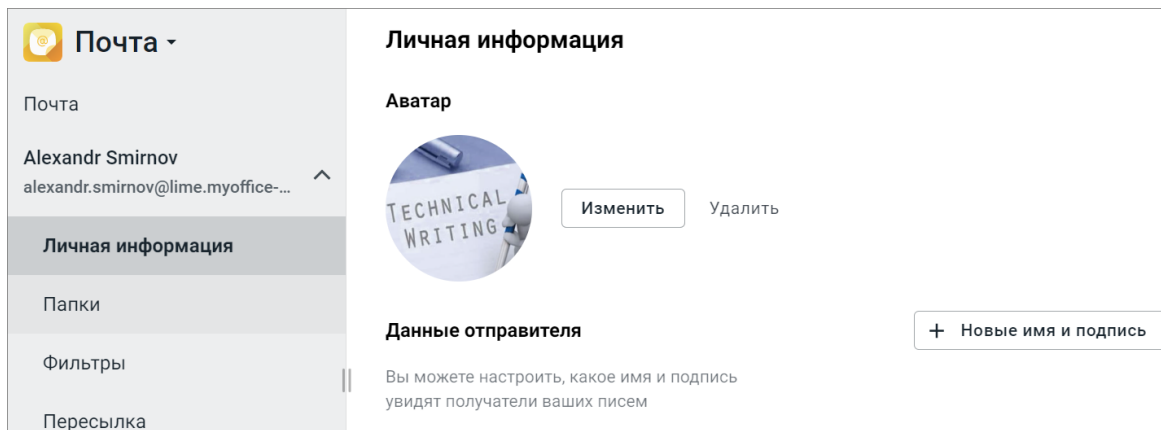 Почта
Почта
Alexandr Smirnov
alexandr.smirnov@lime.myoffice-...
Личная информация
Папки
Фильтры
Пересылка
Личная информация
Аватар
TECHNICAL
WRITING
Изменить
Удалить
Данные отправителя
+ Новые имя и подпись
Вы можете настроить, какое имя и подпись
увидят получатели ваших писем